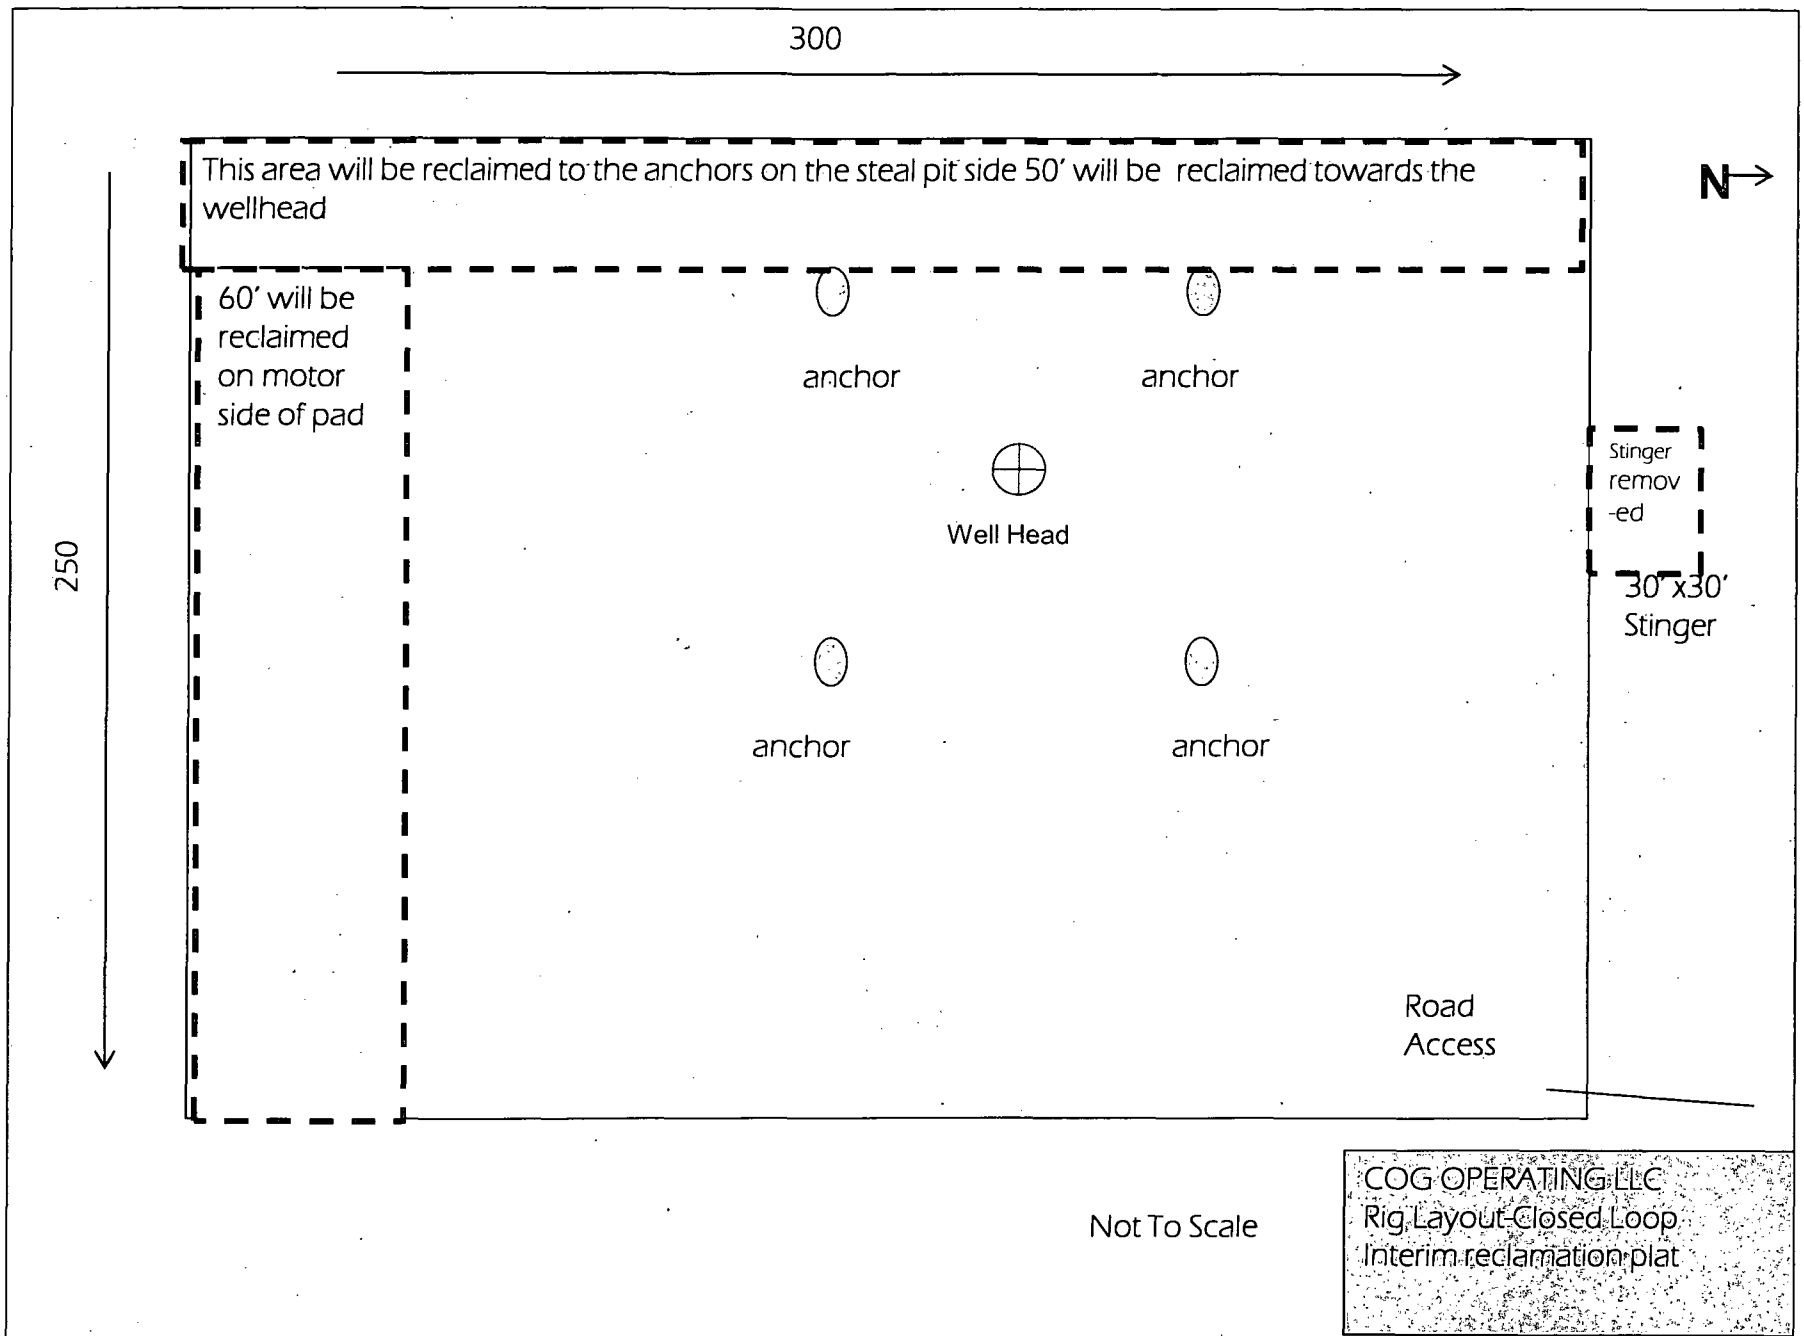 300
This area will be reclaimed to the anchors on the steal pit side 50' will be reclaimed towards the
wellhead
N
60' will be
reclaimed
on motor
side of pad
anchor
anchor
Stinger
remov
-ed
Well Head
250
30'x30'
Stinger
anchor
anchor
Road
Access
Not To Scale
COG OPERATING LLC
Rig Layout-Closed Loop
Interim reclamation plat